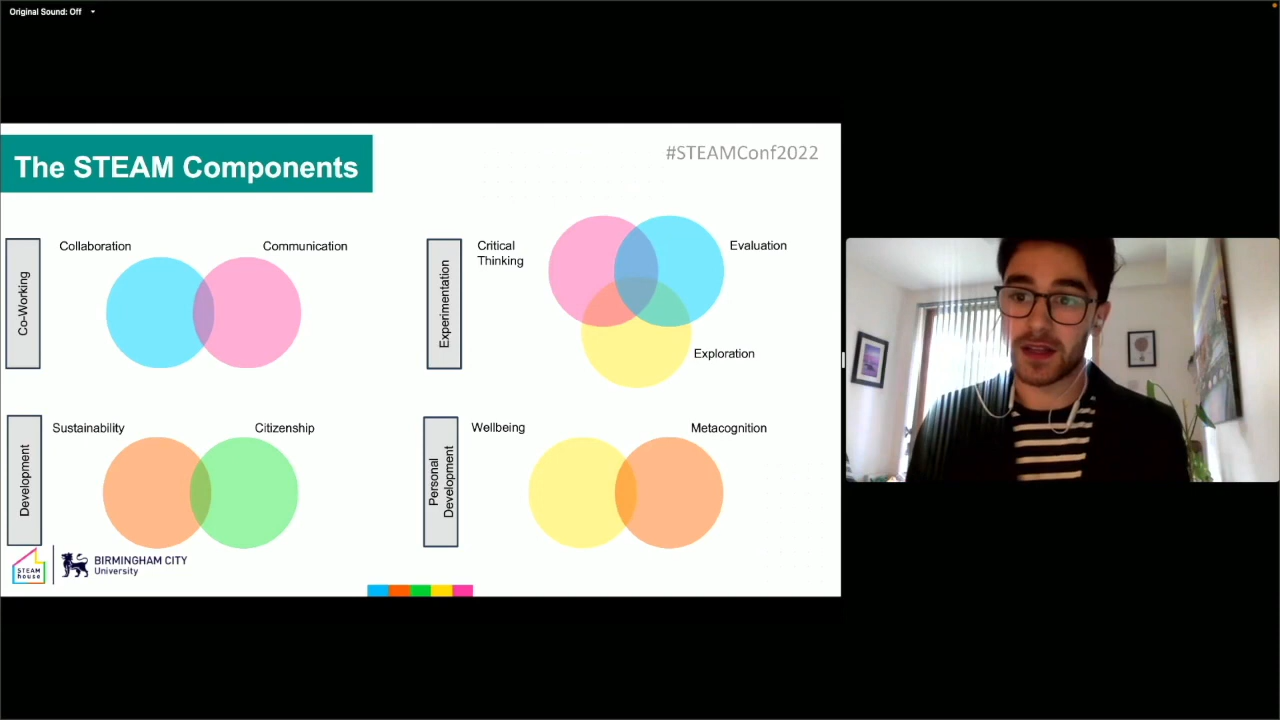 Original Sound: Off
The STEAM Components
#STEAMConf2022
Co-Working
Collaboration
Communication
Experimentation
Critical
Thinking
Evaluation
Exploration
Development
Sustainability
Citizenship
Personal
Development
Wellbeing
Metacognition
STEAM
house
BIRMINGHAM CITY
University